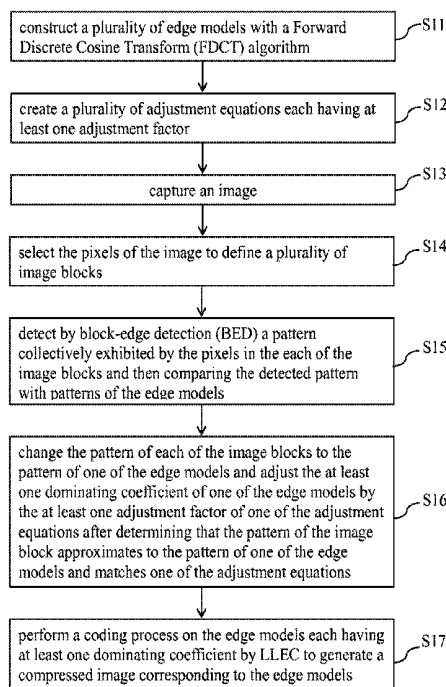 construct a plurality of edge models with a Forward
Discrete Cosine Transform (FDCT) algorithm
S11
create a plurality of adjustment equations each having at
least one adjustment factor
S12
capture an image
S13
select the pixels of the image to define a plurality of
image blocks
S14
detect by block-edge detection (BED) a pattern
collectively exhibited by the pixels in the each of the
image blocks and then comparing the detected pattern
with patterns of the edge models
S15
change the pattern of each of the image blocks to the
pattern of one of the edge models and adjust the at least
one dominating coefficient of one of the edge models by
the at least one adjustment factor of one of the adjustment
equations after determining that the pattern of the image
block approximates to the pattern of one of the edge
models and matches one of the adjustment equations
S16
perform a coding process on the edge models each having
at least one dominating coefficient by LLEC to generate a
compressed image corresponding to the edge models
S17